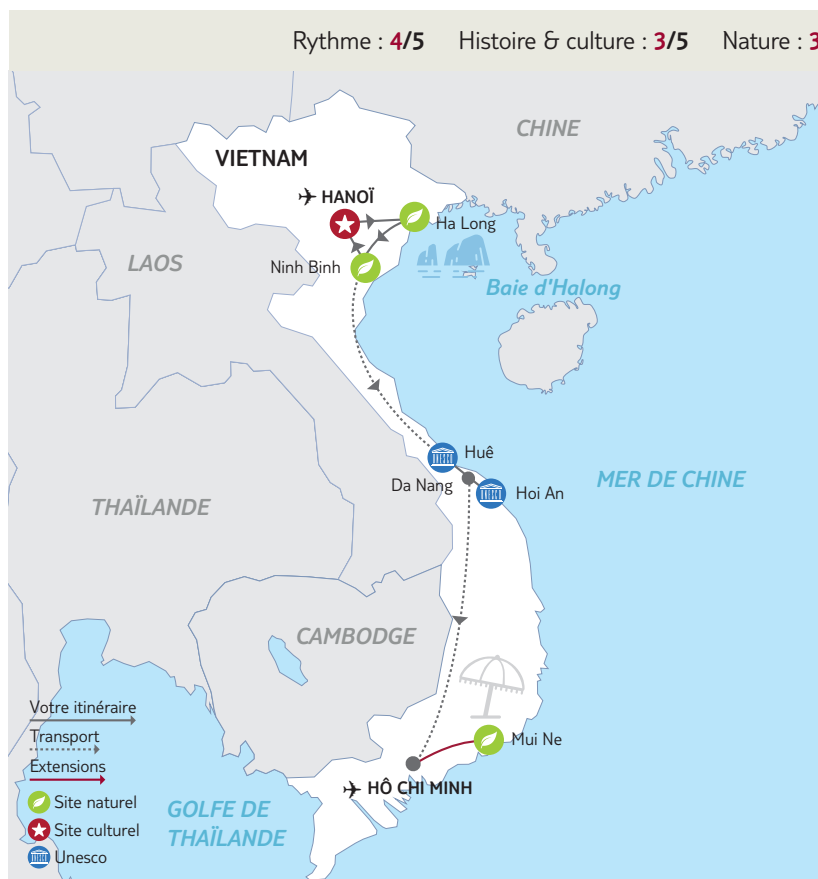 Rythme : 4/5 Histoire & culture : 3/5 Nature : 3
CHINE
VIETNAM
HANOÏ
Ha Long
LAOS
Ninh Binh
Baie d'Halong
Huê
Da Nang
Hoi An
MER DE CHINE
THAÏLANDE
CAMBODGE
Votre itinéraire
Transport
Mui Ne
Extensions
HÔ CHI MINH
Site naturel
GOLFE DE
THAÏLANDE
Site culturel
Unesco